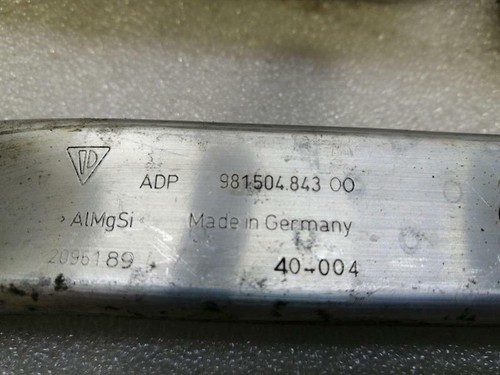 ADP 981.504.843 00
>AlMgSi Made in Germany
2096189 40-004